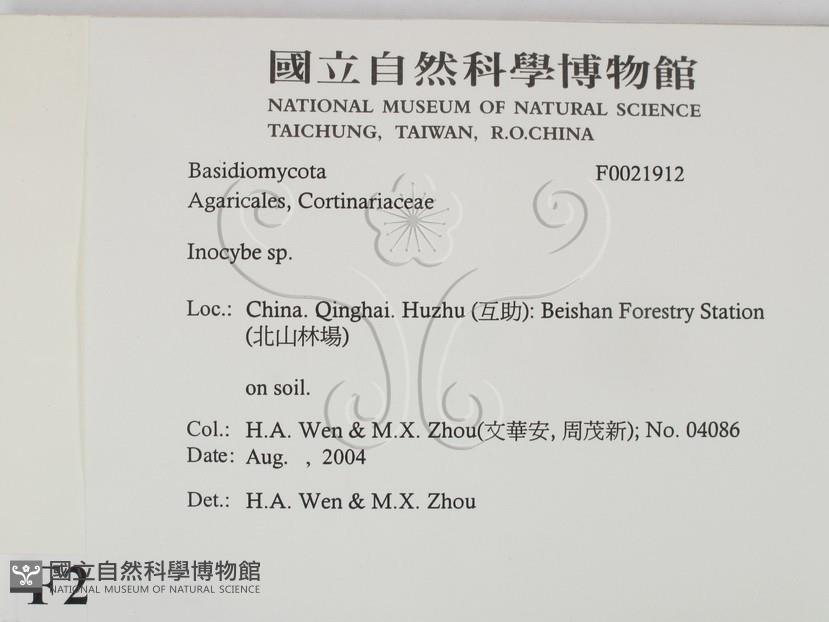 國立自然科學博物館
NATIONAL MUSEUM OF NATURAL SCIENCE
TAICHUNG, TAIWAN, R.O.CHINA
Basidiomycota F0021912
Agaricales, Cortinariaceae
Inocybe sp.
Loc.: China. Qinghai. Huzhu (互助): Beishan Forestry Station
(北山林場)
on soil.
Col.: H.A. Wen & M.X. Zhou(文華安, 周茂新); No. 04086
Date: Aug. , 2004
Det.: H.A. Wen & M.X. Zhou
F2
國立自然科學博物館
NATIONAL MUSEUM OF NATURAL SCIENCE